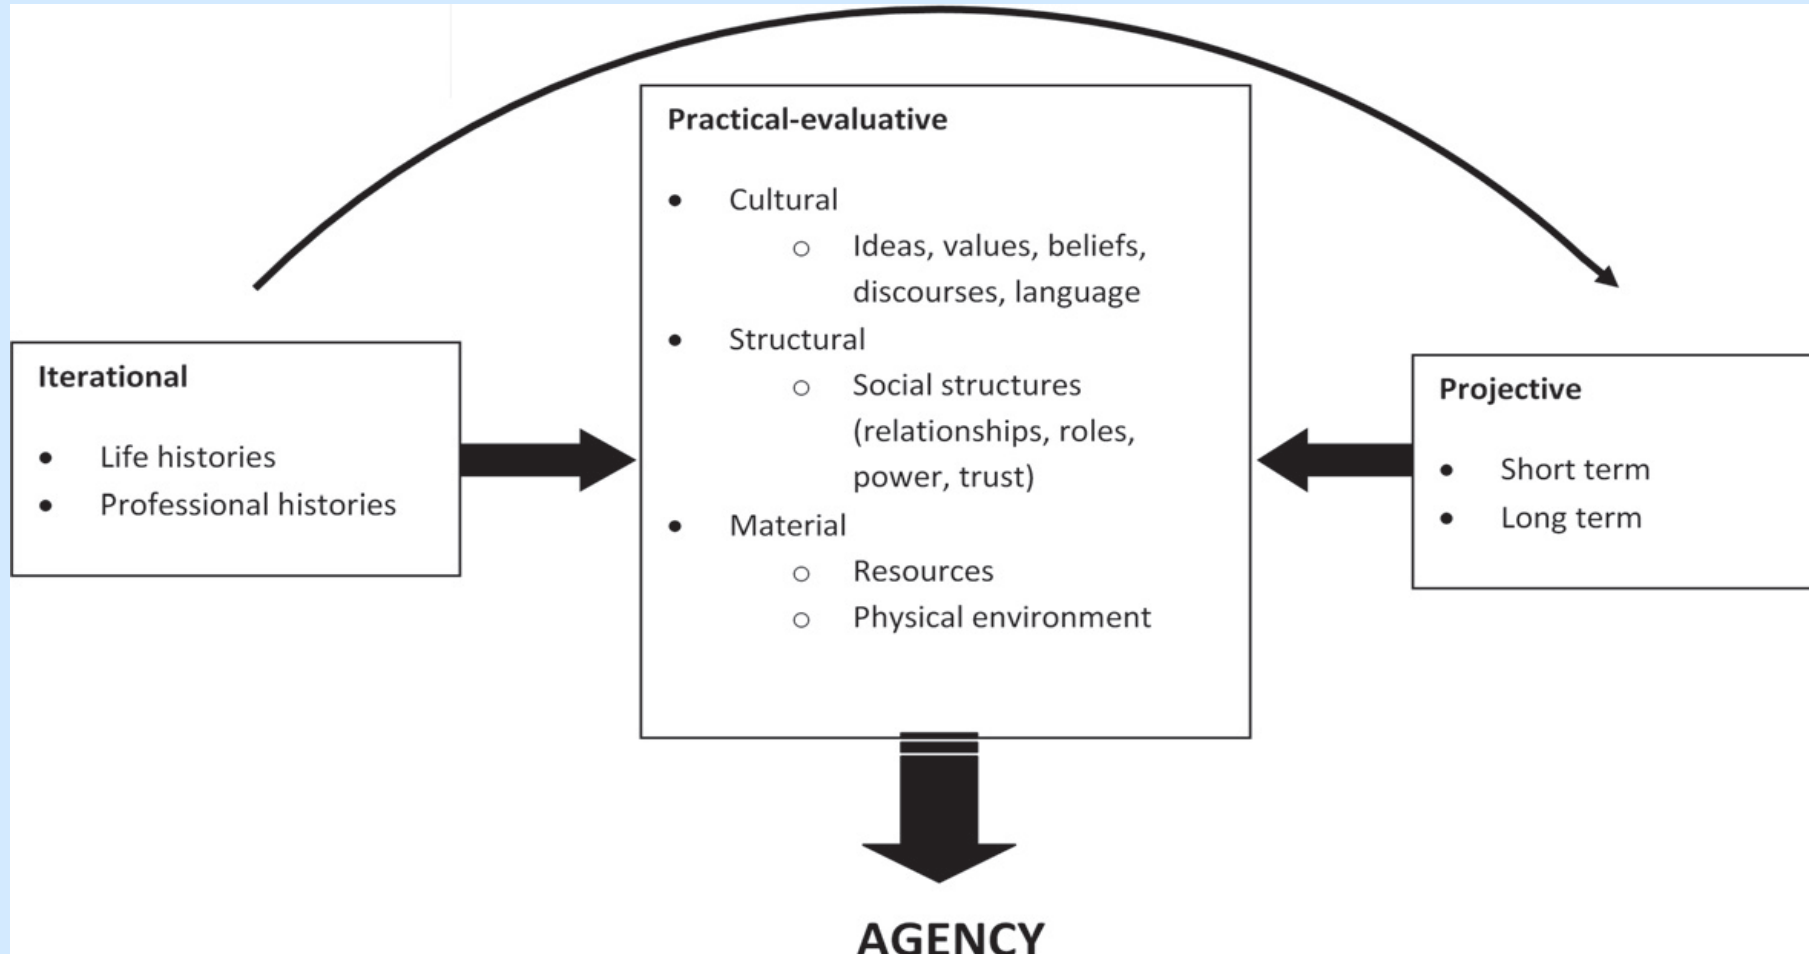 Practical-evaluative
• Cultural
o Ideas, values, beliefs,
discourses, language
• Structural
o Social structures
(relationships, roles,
power, trust)
• Material
o Resources
o Physical environment
Iterational
• Life histories
• Professional histories
Projective
• Short term
• Long term
AGENCY